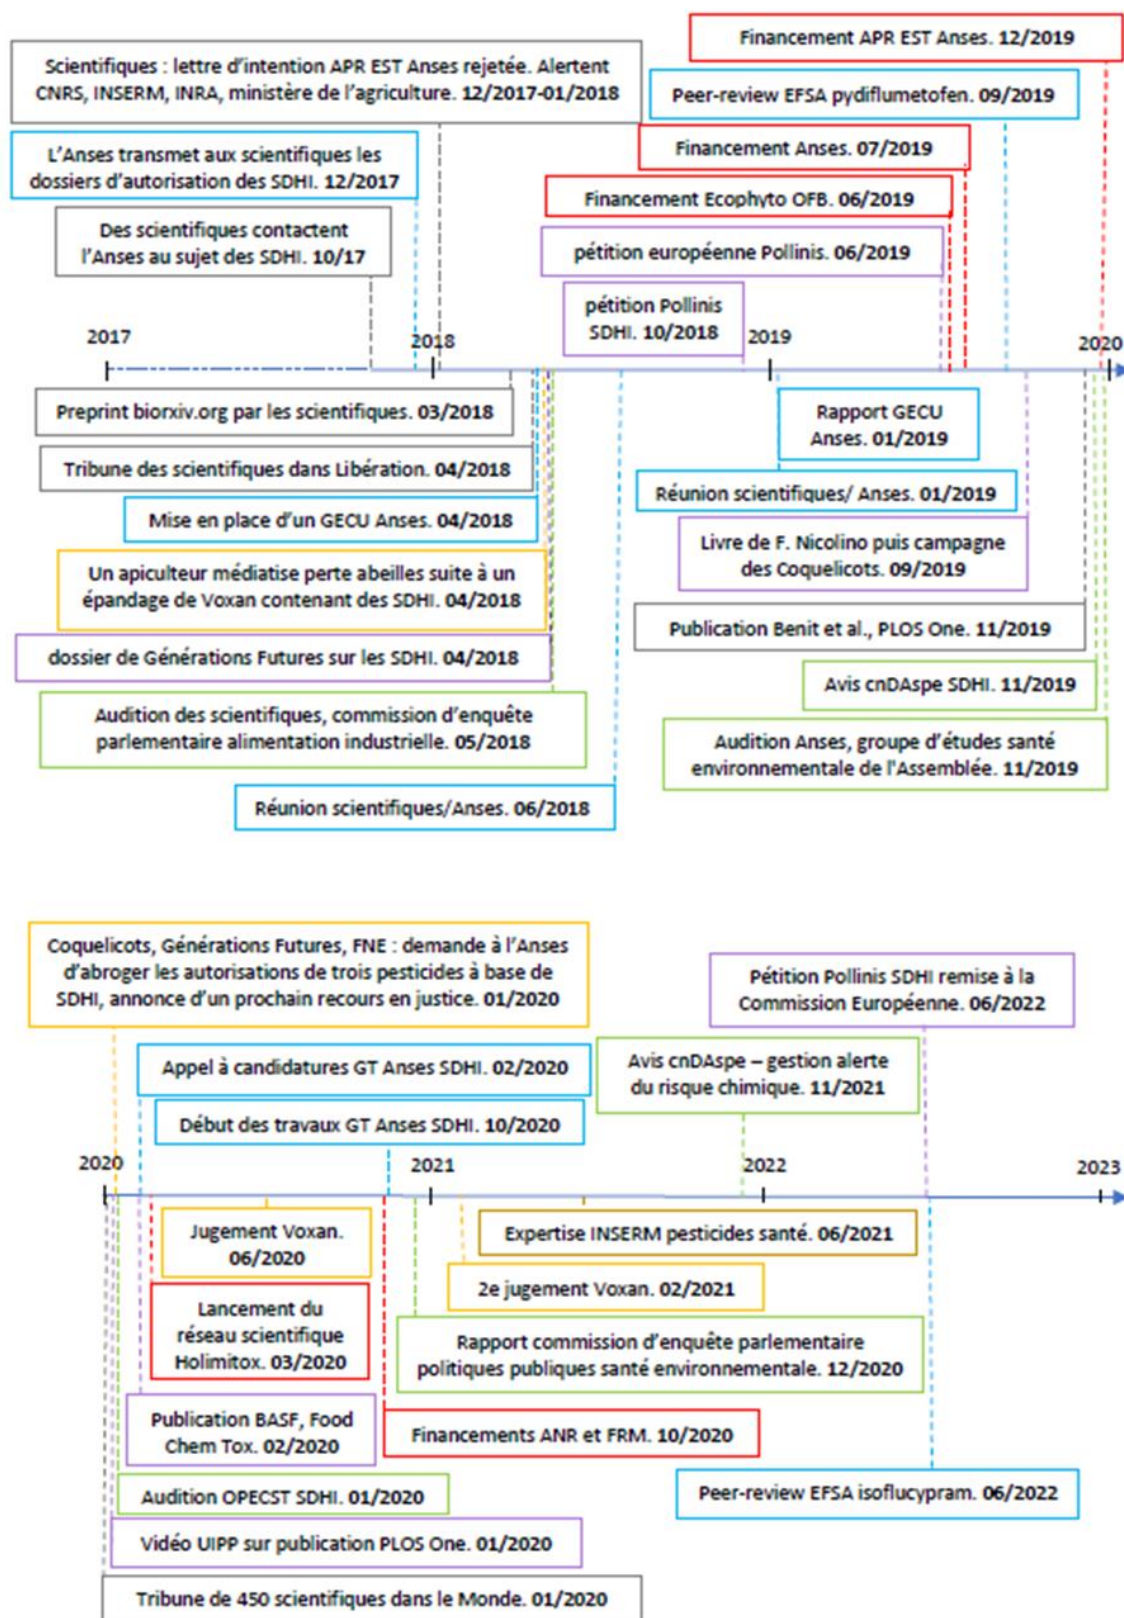 Financement APR EST Anses. 12/2019
Scientifiques : lettre d'intention APR EST Anses rejetée. Alertent
CNRS, INSERM, INRA, ministère de l'agriculture. 12/2017-01/2018
Peer-review EFSA pydiflumetofen. 09/2019
L'Anses transmet aux scientifiques les
dossiers d'autorisation des SDHI. 12/2017
Financement Anses. 07/2019
Financement Ecophyto OFB. 06/2019
Des scientifiques contactent
l'Anses au sujet des SDHI. 10/17
pétition européenne Pollinis. 06/2019
pétition Pollinis
SDHI. 10/2018
2017
2018
2019
2020
Preprint biorxiv.org par les scientifiques. 03/2018
Rapport GECU
Anses. 01/2019
Tribune des scientifiques dans Libération. 04/2018
Réunion scientifiques/ Anses. 01/2019
Mise en place d'un GECU Anses. 04/2018
Livre de F. Nicolino puis campagne
des Coquelicots. 09/2019
Un apiculteur médiatise perte abeilles suite à un
épandage de Voxan contenant des SDHI. 04/2018
Publication Benit et al., PLOS One. 11/2019
dossier de Générations Futures sur les SDHI. 04/2018
Avis cnDAspe SDHI. 11/2019
Audition des scientifiques, commission d'enquête
parlementaire alimentation industrielle. 05/2018
Audition Anses, groupe d'études santé
environnementale de l'Assemblée. 11/2019
Réunion scientifiques/Anses. 06/2018
Coquelicots, Générations Futures, FNE : demande à l'Anses
d'abroger les autorisations de trois pesticides à base de
SDHI, annonce d'un prochain recours en justice. 01/2020
Pétition Pollinis SDHI remise à la
Commission Européenne. 06/2022
Appel à candidatures GT Anses SDHI. 02/2020
Avis cnDAspe – gestion alerte
du risque chimique. 11/2021
Début des travaux GT Anses SDHI. 10/2020
2020
2021
2022
2023
Jugement Voxan.
06/2020
Expertise INSERM pesticides santé. 06/2021
2e jugement Voxan. 02/2021
Lancement du
réseau scientifique
Holimitox. 03/2020
Rapport commission d'enquête parlementaire
politiques publiques santé environnementale. 12/2020
Publication BASF, Food
Chem Tox. 02/2020
Financements ANR et FRM. 10/2020
Audition OPECST SDHI. 01/2020
Peer-review EFSA isoflucypram. 06/2022
Vidéo UIPP sur publication PLOS One. 01/2020
Tribune de 450 scientifiques dans le Monde. 01/2020